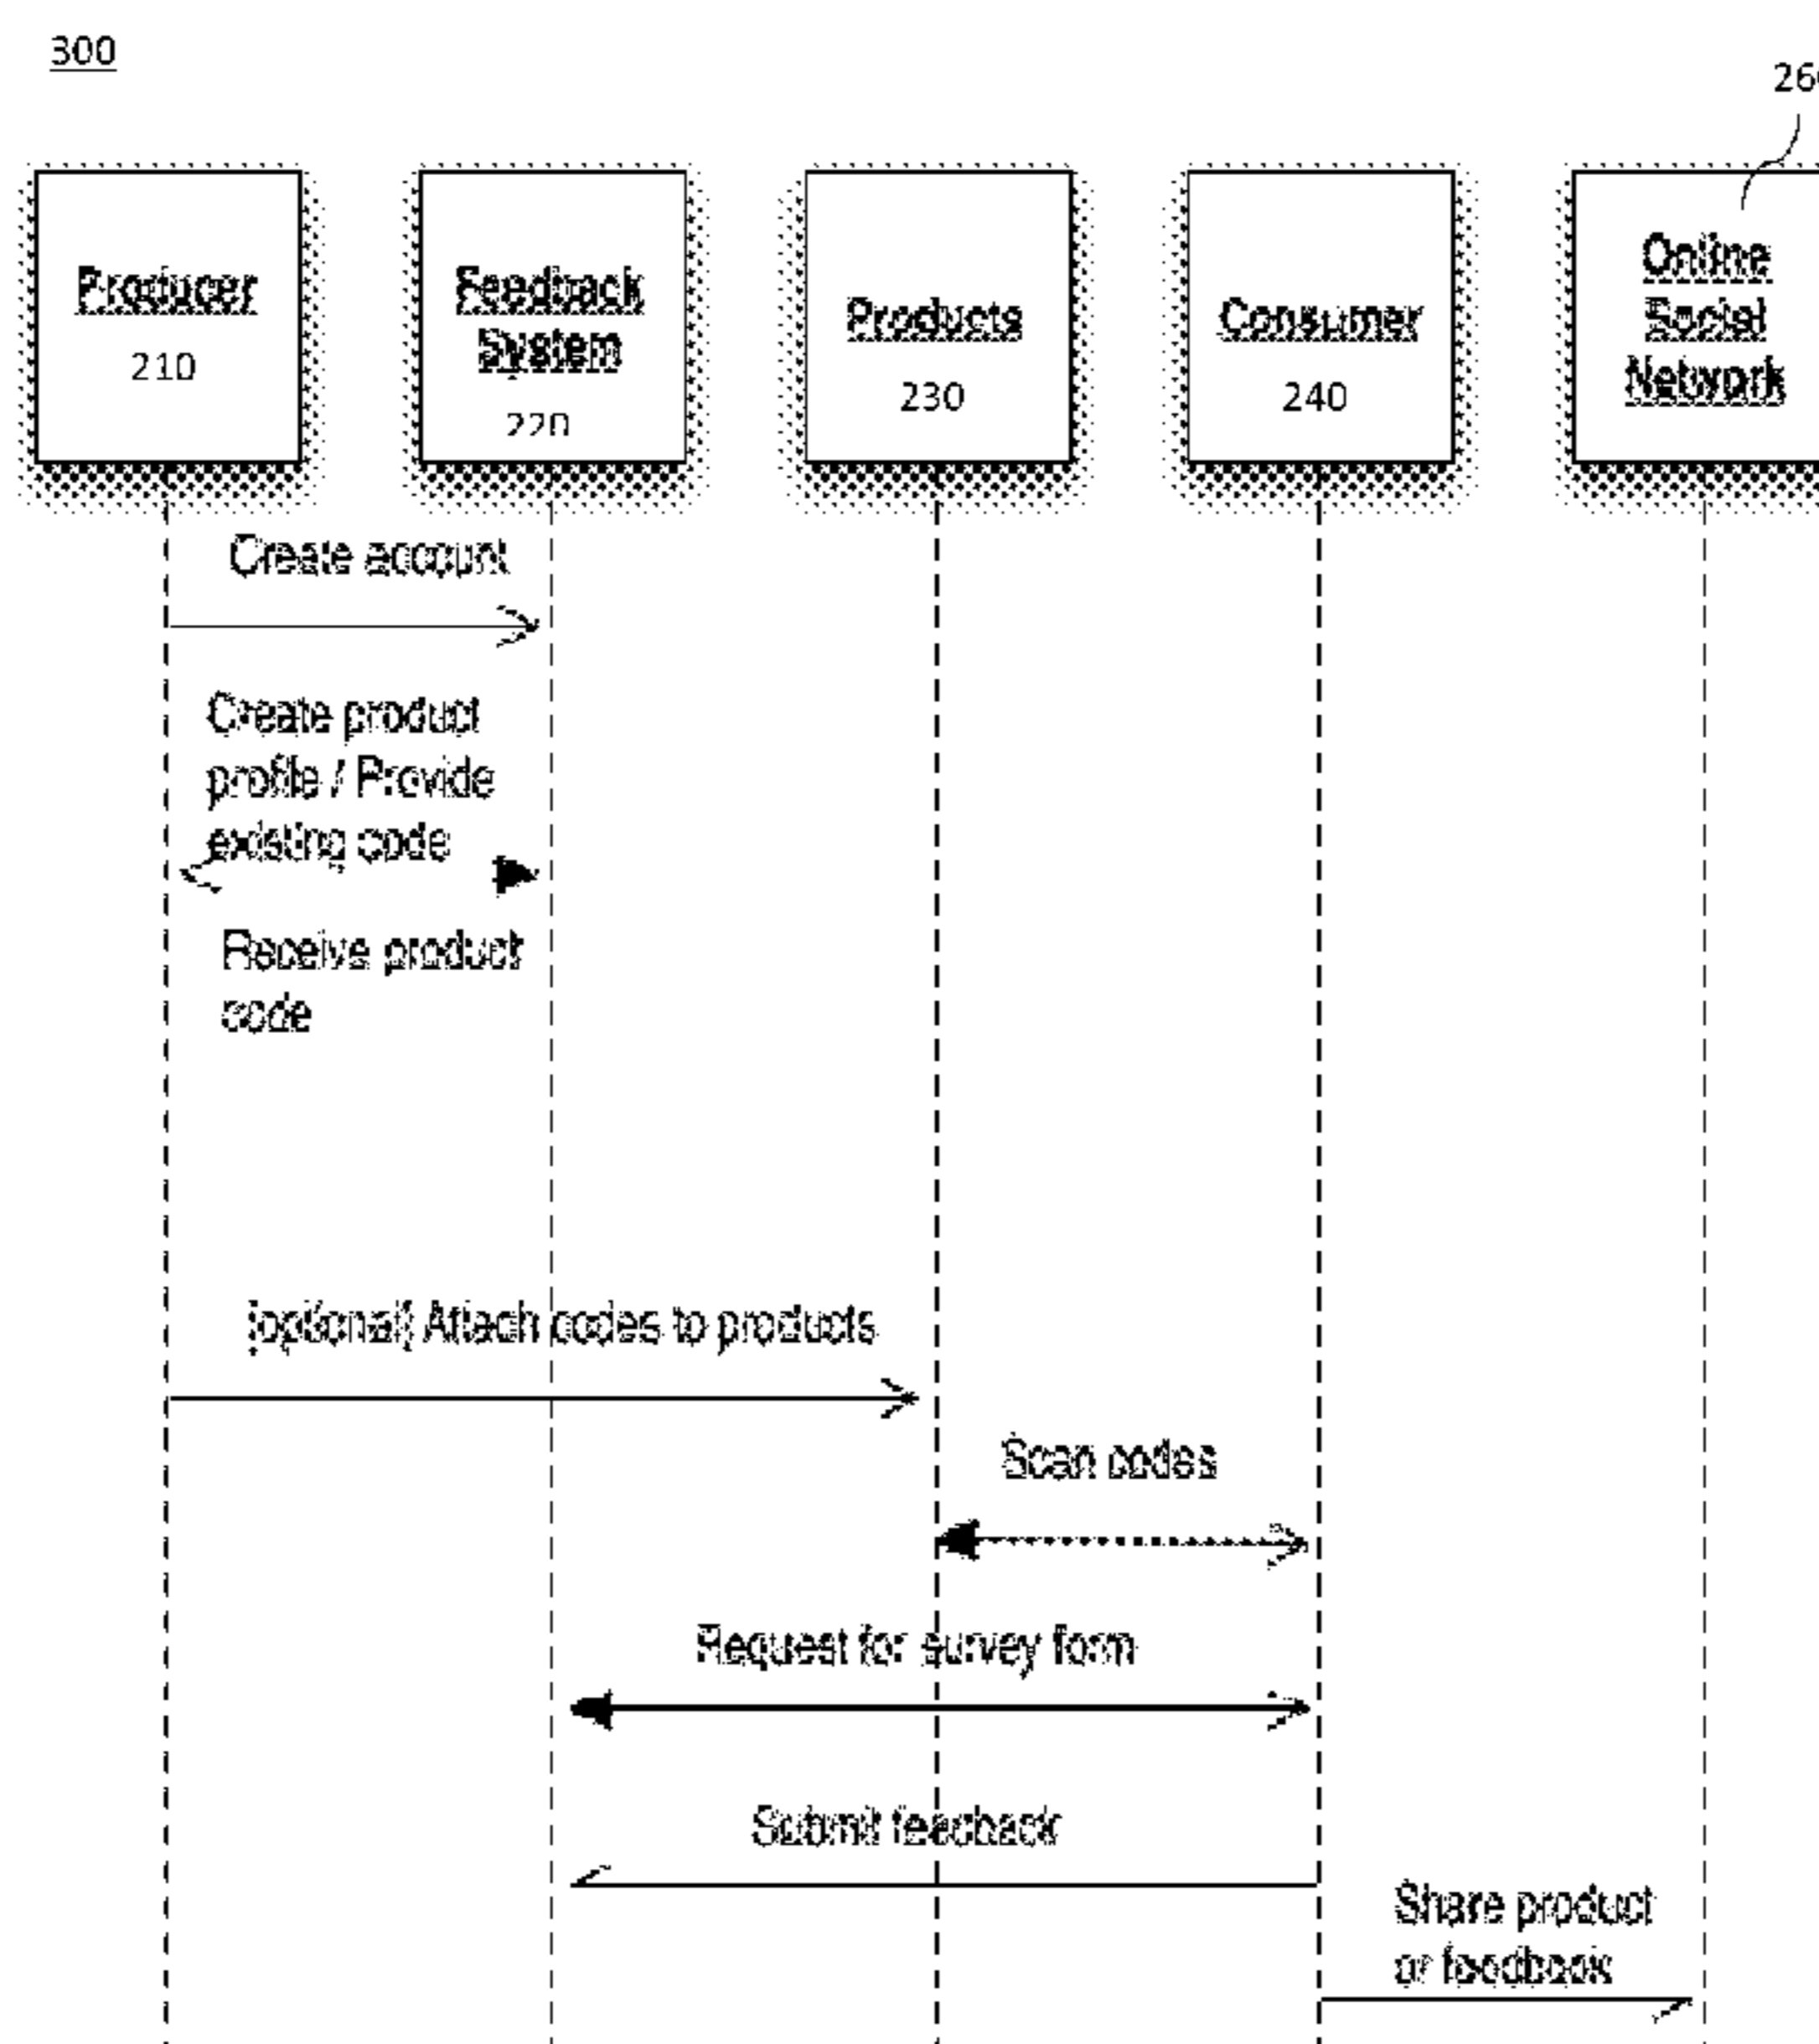 300
26
Producer
210
Feedback
System
220
Products
230
Consumer
240
Online
Social
Network
Create account
Create product
profile / Provide
existing code
Receive product
code
[optional] Attach codes to products
Scan codes
Request for survey form
Submit feedback
Share product
or feedback